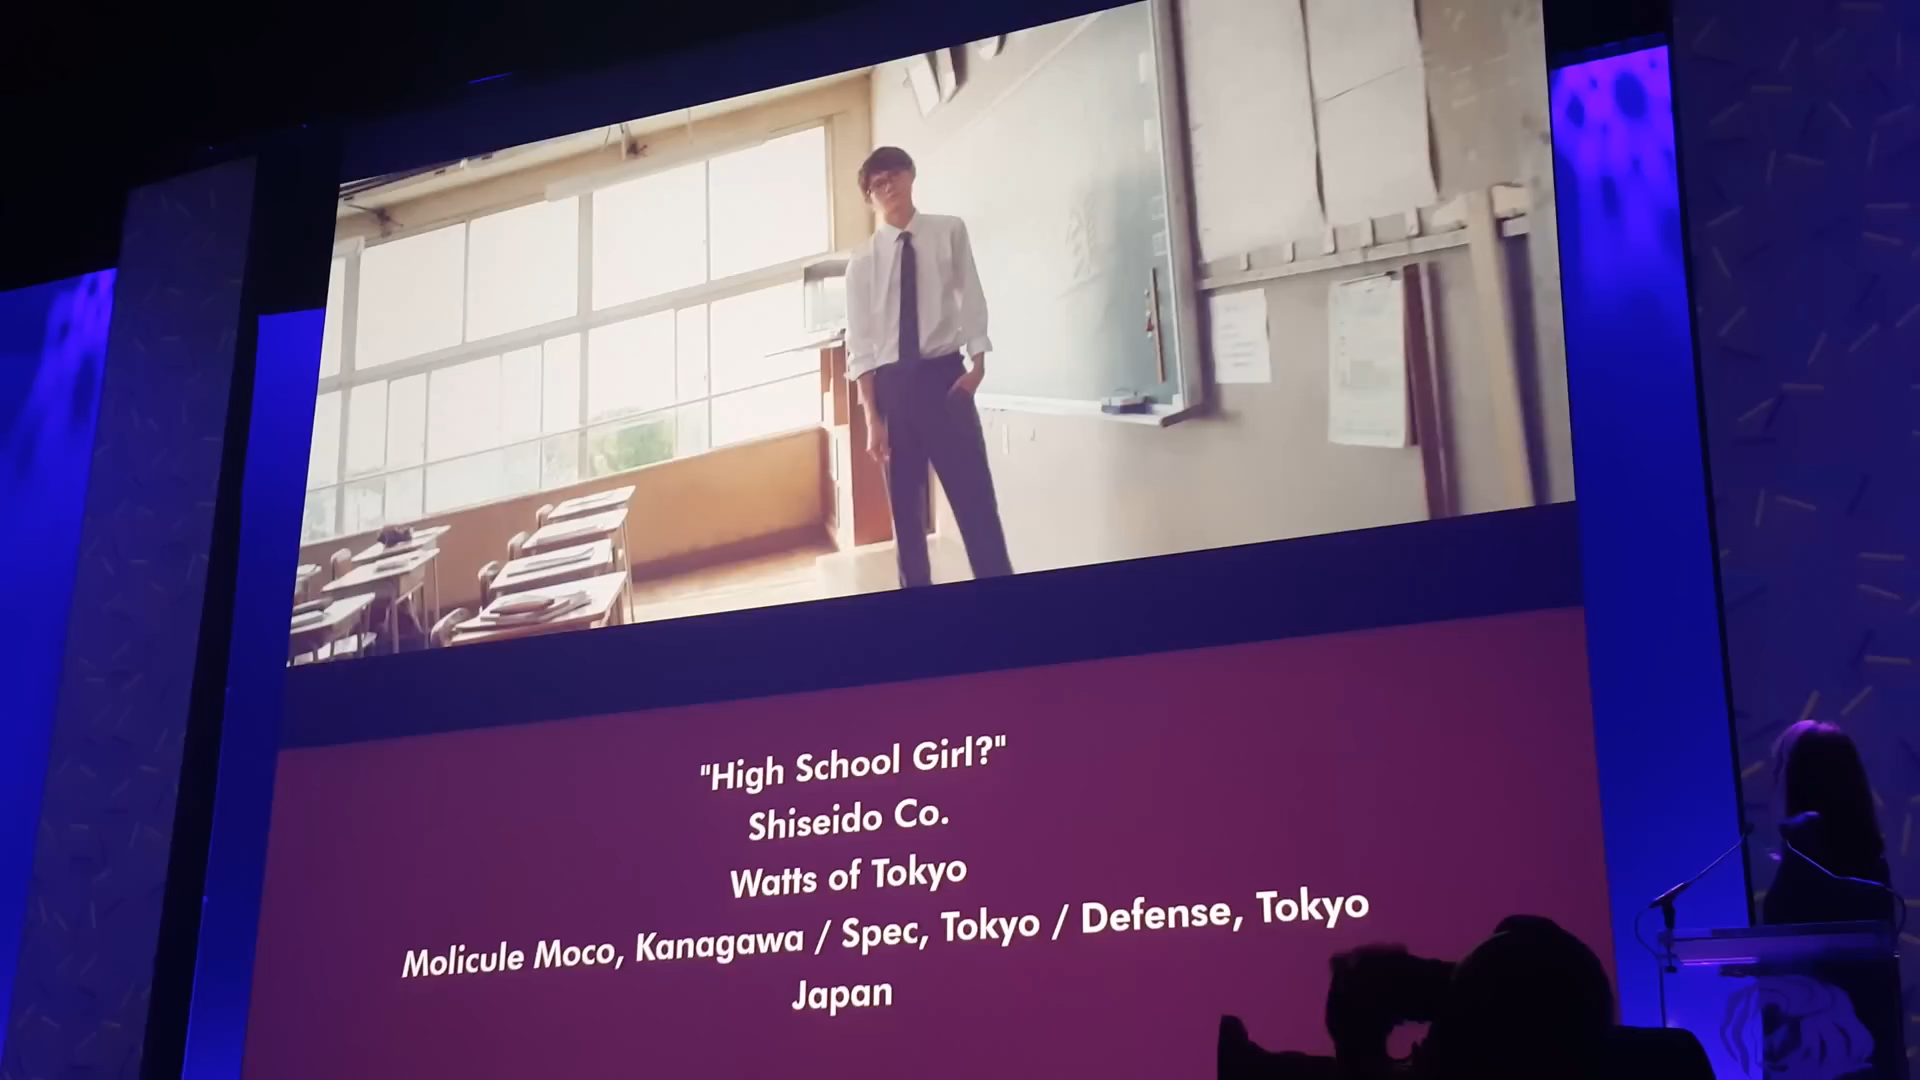 "High School Girl?"
Shiseido Co.
Watts of Tokyo
Molicule Moco, Kanagawa / Spec, Tokyo / Defense, Tokyo
Japan